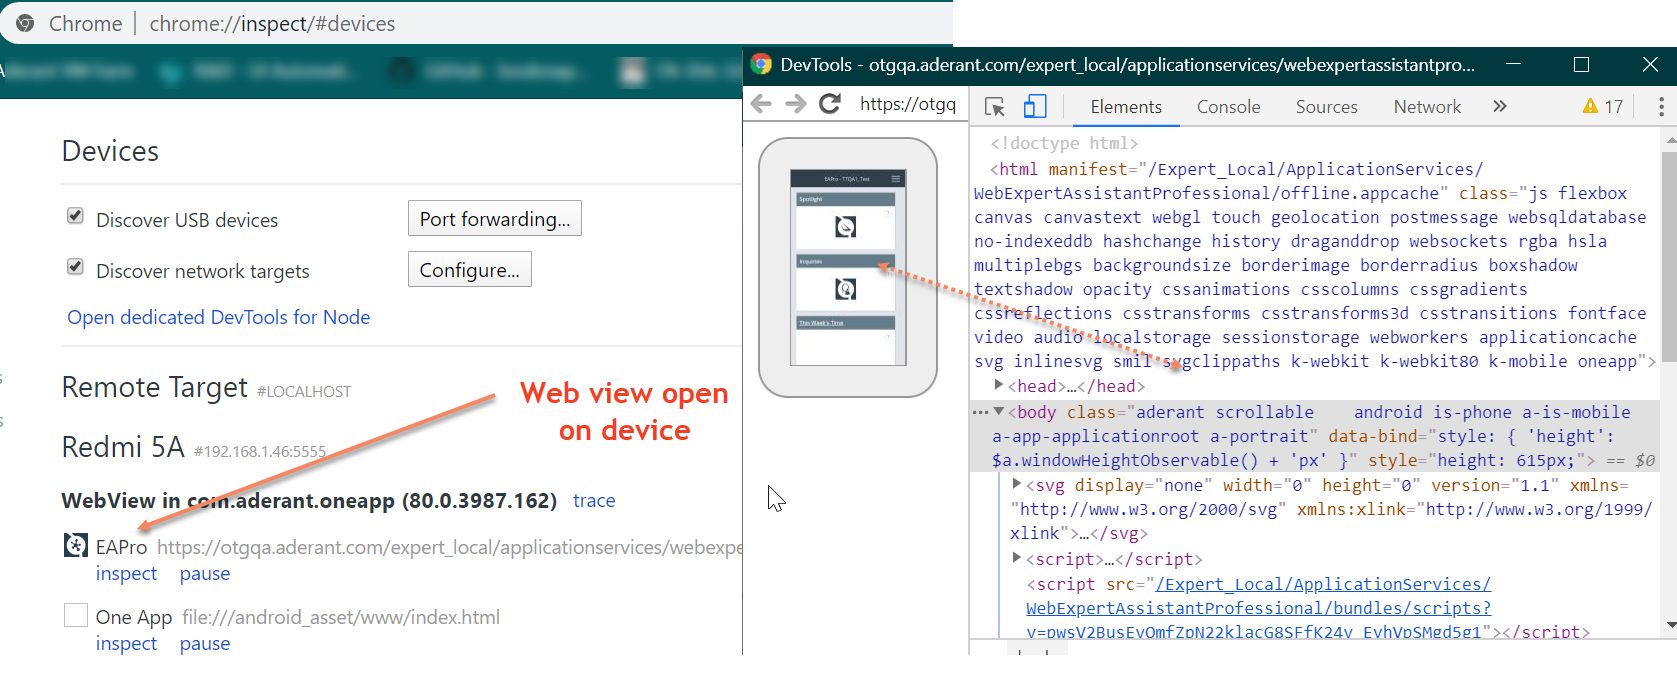 Chrome | chrome://inspect/#devices
DevTools - otgqa.aderant.com/expert_local/applicationservices/webexpertassistantpro...
https://otgq
Elements Console Sources Network » 17
Devices
Discover USB devices
Port forwarding...
Discover network targets
Configure...
Open dedicated DevTools for Node
Remote Target #LOCALHOST
Redmi 5A #192.168.1.46:5555
Web view open
on device
WebView in com.aderant.oneapp (80.0.3987.162) trace
EAPro https://otgqa.aderant.com/expert_local/applicationservices/webexpe
inspect pause
One App file:///android_asset/www/index.html
inspect pause
EAPro - TTQA1_Test
Spotlight
Inquiries
This Week's Time
<!doctype html>
<html manifest="/Expert_Local/ApplicationServices/
WebExpertAssistantProfessional/offline.appcache" class="js flexbox
canvas canvastext webgl touch geolocation postmessage websqldatabase
no-indexeddb hashchange history draganddrop websockets rgba hsla
multiplebgs backgroundsize borderimage borderradius boxshadow
textshadow opacity cssanimations csscolumns cssgradients
cssreflections csstransforms csstransforms3d csstransitions fontface
video audio localstorage sessionstorage webworkers applicationcache
svg inlinesvg smil svgclippaths k-webkit k-webkit80 k-mobile oneapp">
<head>…</head>
<body class="aderant scrollable android is-phone a-is-mobile
a-app-applicationroot a-portrait" data-bind="style: { 'height':
$a.windowHeightObservable() + 'px' }" style="height: 615px;"> == $0
<svg display="none" width="0" height="0" version="1.1" xmlns=
"http://www.w3.org/2000/svg" xmlns:xlink="http://www.w3.org/1999/
xlink">…</svg>
<script>…</script>
<script src="/Expert_Local/ApplicationServices/
WebExpertAssistantProfessional/bundles/scripts?